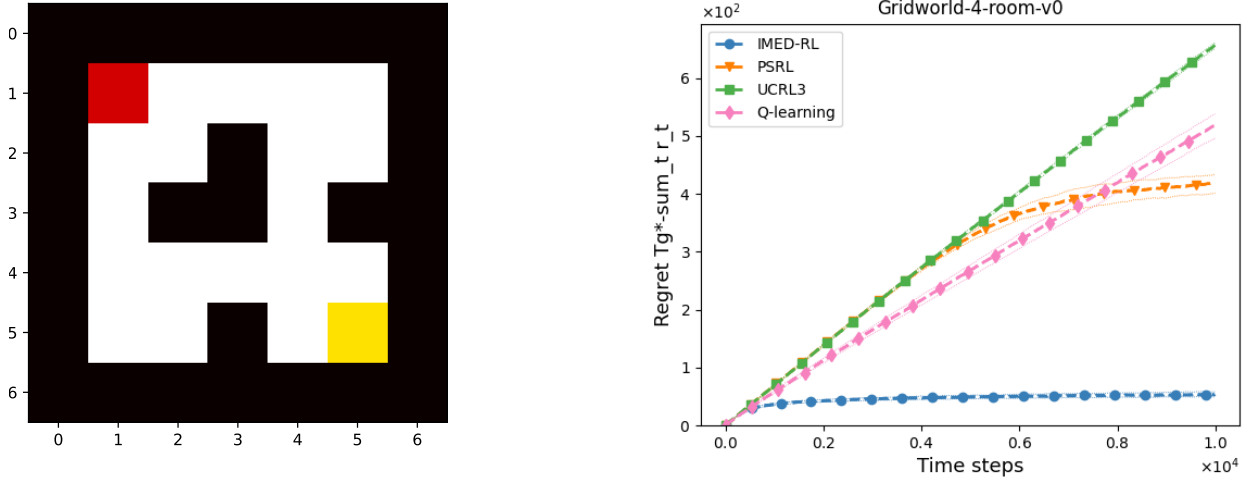 0
1
2
3
4
5
6
0 1 2 3 4 5 6
Gridworld-4-room-v0
×10²
IMED-RL
PSRL
UCRL3
Q-learning
Regret Tg*-sum_t r_t
6
5
4
3
2
1
0
0.0 0.2 0.4 0.6 0.8 1.0
×10⁴
Time steps